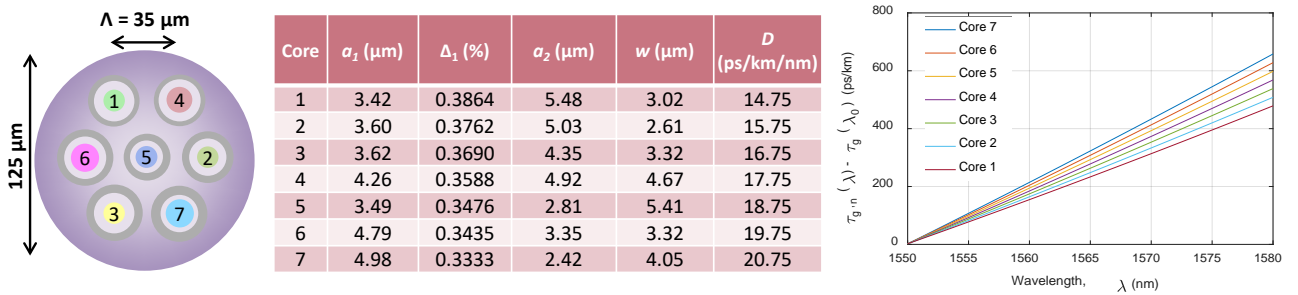 Λ = 35 μm
125 μm
1 4
6 5 2
3 7
Core a₁ (μm) Δ₁ (%) a₂ (μm) w (μm) D (ps/km/nm)
1 3.42 0.3864 5.48 3.02 14.75
2 3.60 0.3762 5.03 2.61 15.75
3 3.62 0.3690 4.35 3.32 16.75
4 4.26 0.3588 4.92 4.67 17.75
5 3.49 0.3476 2.81 5.41 18.75
6 4.79 0.3435 3.35 3.32 19.75
7 4.98 0.3333 2.42 4.05 20.75
τg,n(λ) - τg(λ0) (ps/km)
800
600
400
200
0
Core 7
Core 6
Core 5
Core 4
Core 3
Core 2
Core 1
1550 1555 1560 1565 1570 1575 1580
Wavelength, λ (nm)